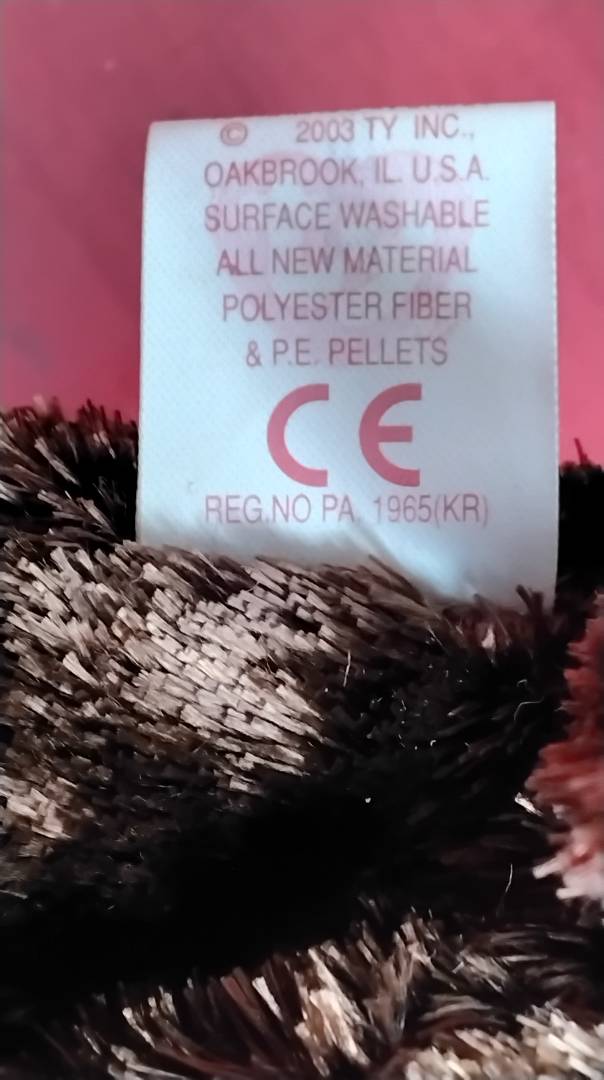 © 2003 TY INC.,
OAKBROOK, IL. U.S.A.
SURFACE WASHABLE
ALL NEW MATERIAL
POLYESTER FIBER
& P.E. PELLETS
CE
REG.NO PA. 1965(KR)